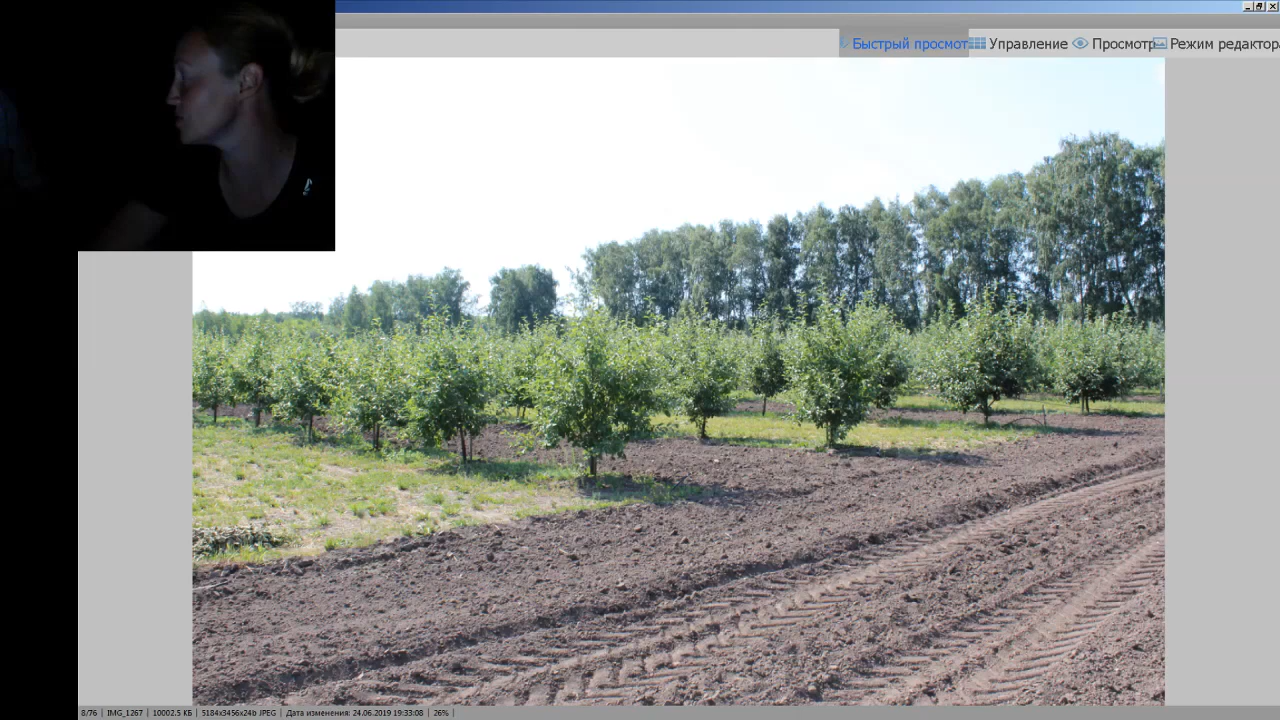 Быстрый просмот Управление Просмотр Режим редактор
8/76 | IMG_1267 | 10002.5 КБ | 5184x3456x24b JPEG | Дата изменения: 24.06.2019 19:33:08 | 26% |